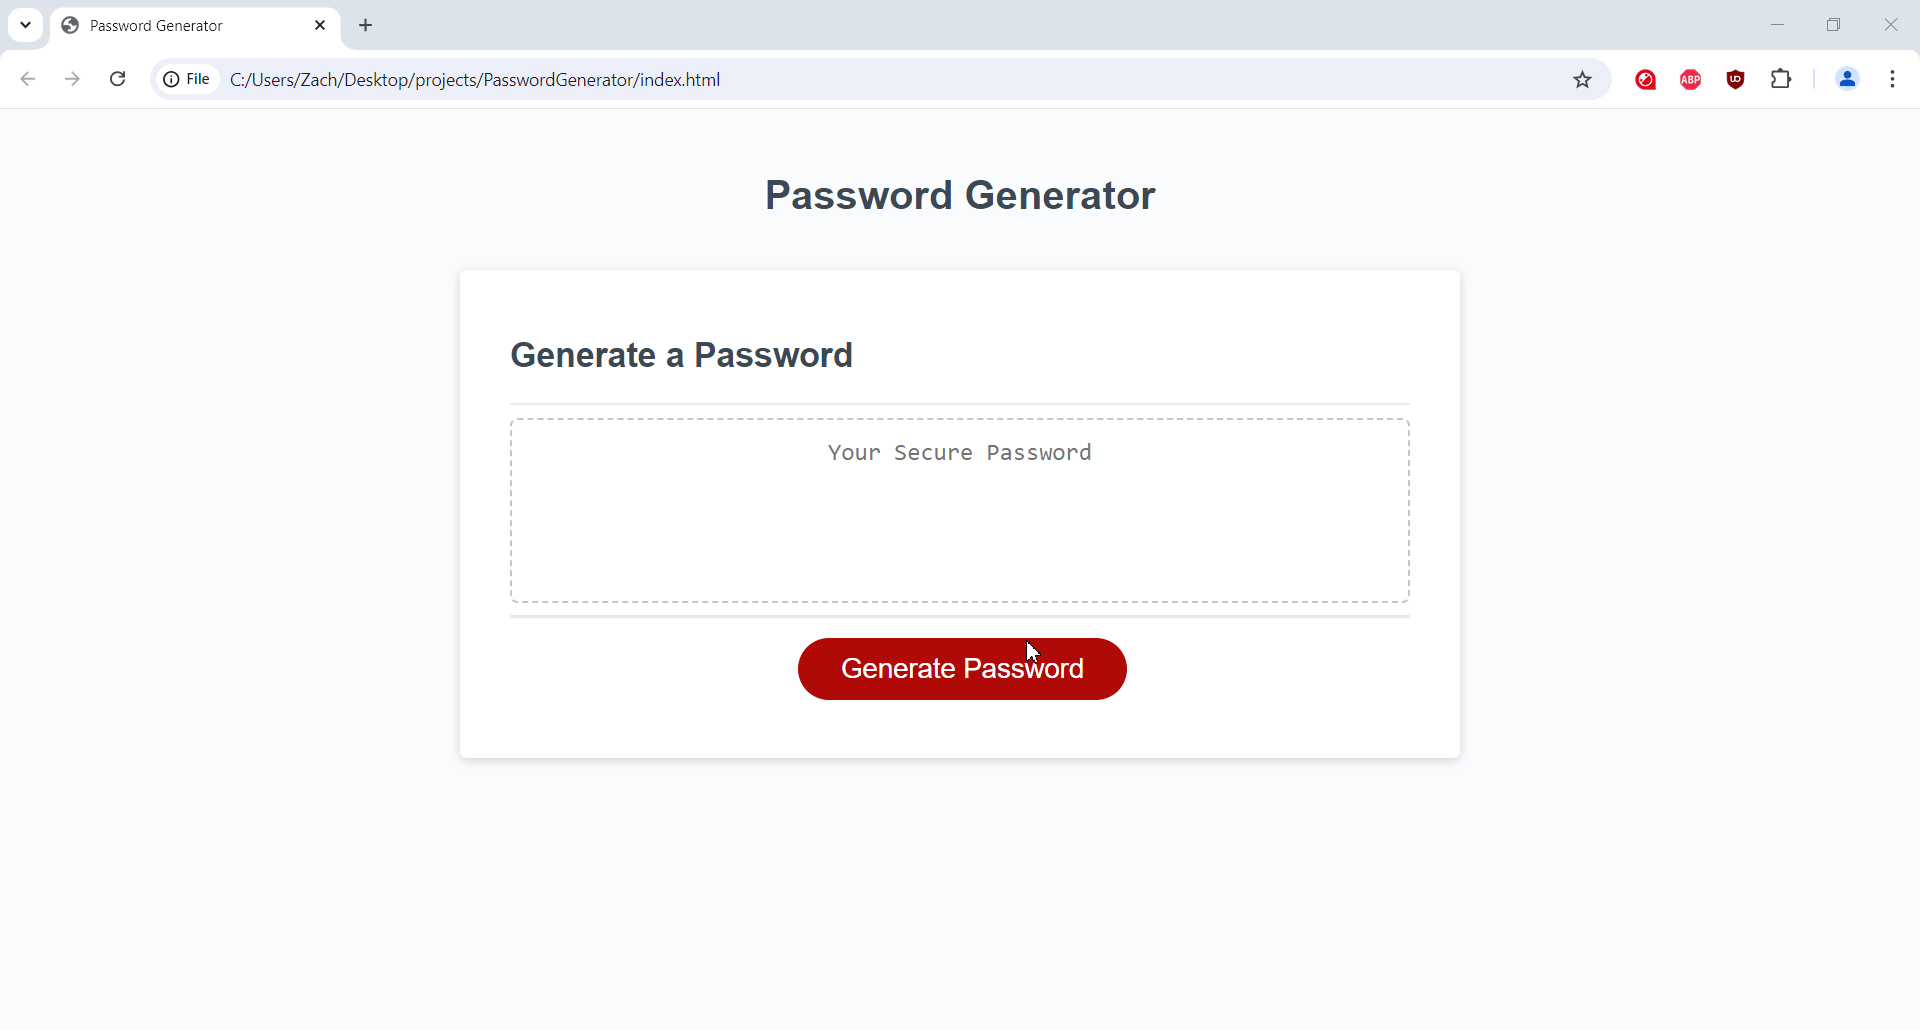 Password Generator
File
C:/Users/Zach/Desktop/projects/PasswordGenerator/index.html
ABP
UO
Password Generator
Generate a Password
Your Secure Password
Generate Password